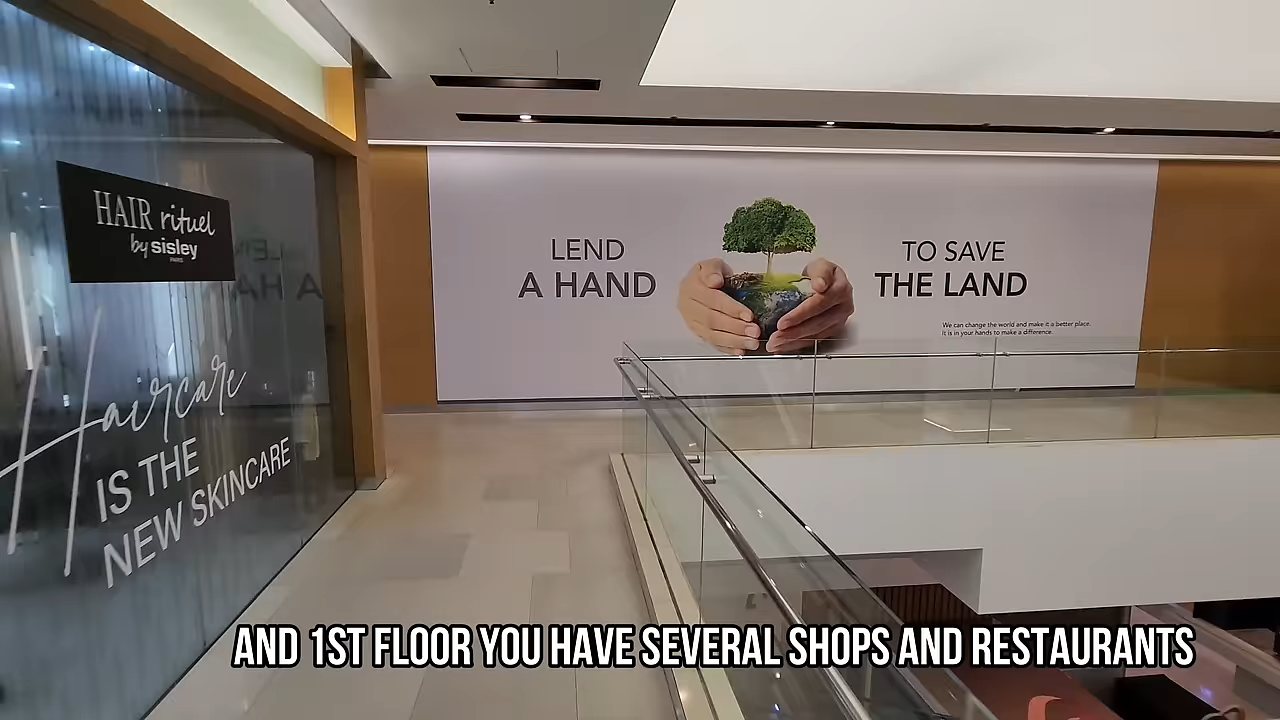 HAIR rituel
by sisley
PARIS
Haircare
IS THE
NEW SKINCARE
LEND
A HAND
TO SAVE
THE LAND
We can change the world and make it a better place.
It is in your hands to make a difference.
AND 1ST FLOOR YOU HAVE SEVERAL SHOPS AND RESTAURANTS